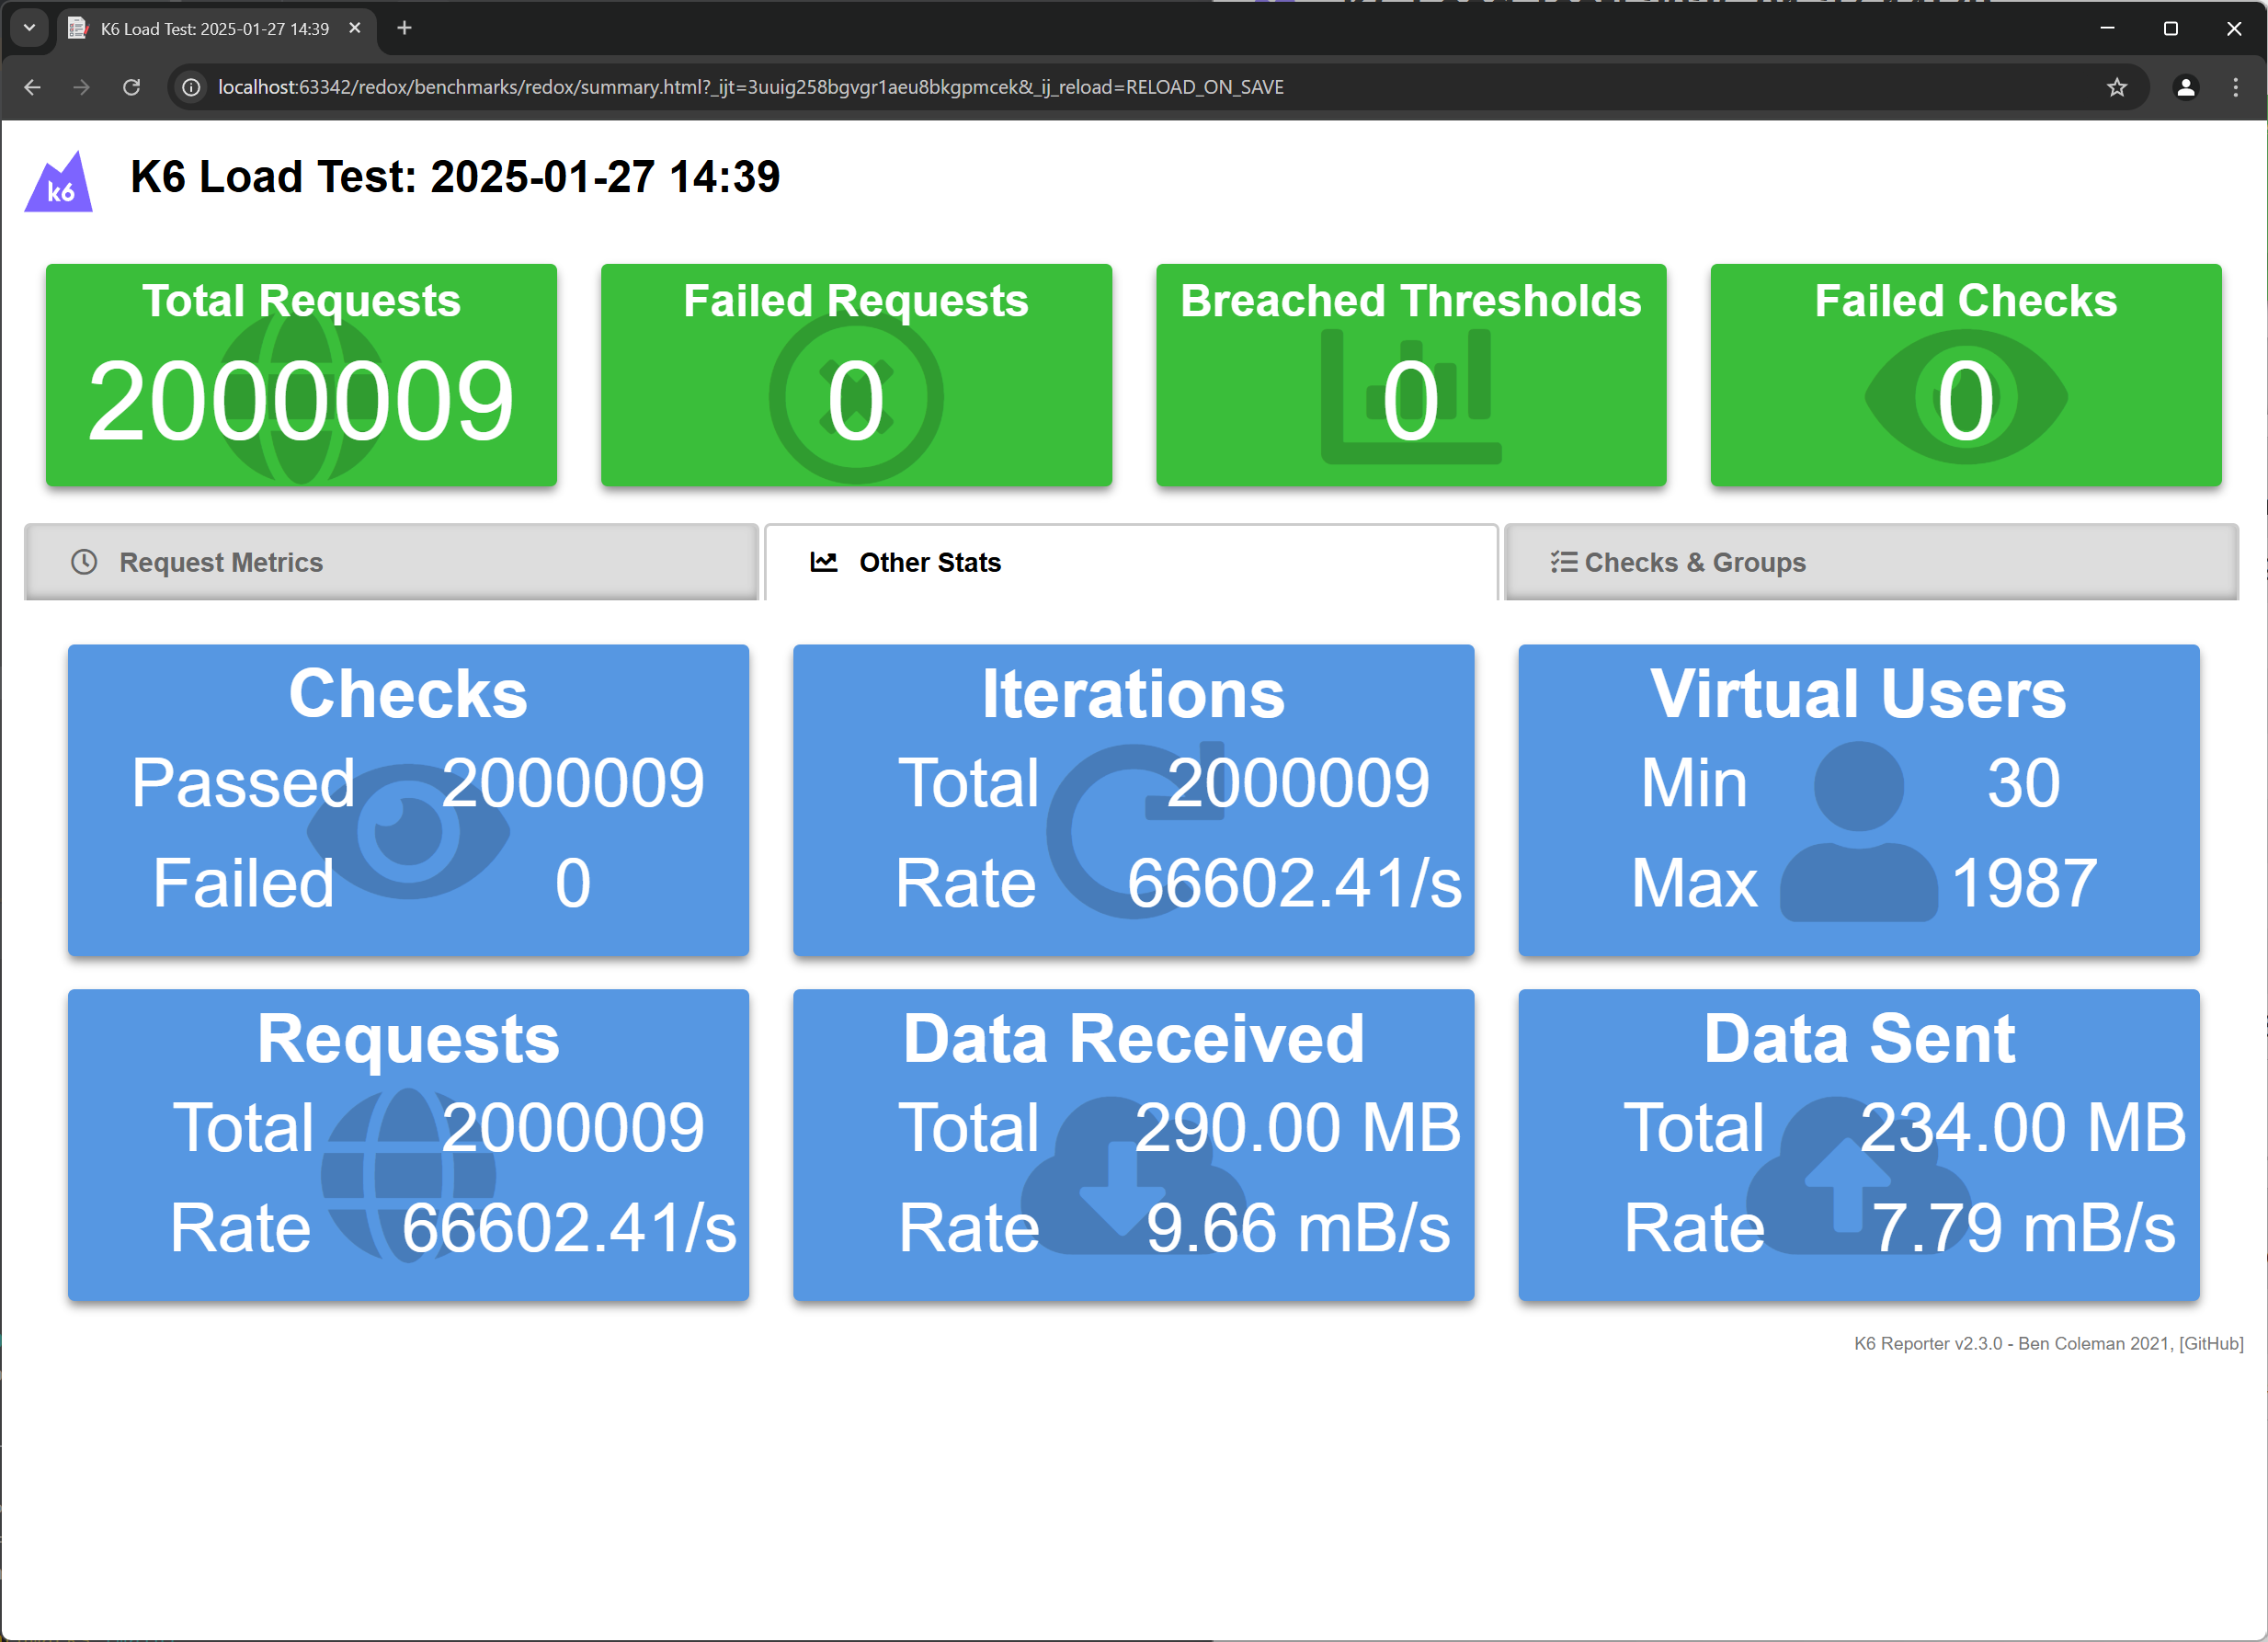 K6 Load Test: 2025-01-27 14:39
localhost:63342/redox/benchmarks/redox/summary.html?_ijt=3uuig258bgvgr1aeu8bkgpmcek&_ij_reload=RELOAD_ON_SAVE
k6
K6 Load Test: 2025-01-27 14:39
Total Requests
2000009
Failed Requests
0
Breached Thresholds
0
Failed Checks
0
Request Metrics
Other Stats
Checks & Groups
Checks
Passed 2000009
Failed 0
Iterations
Total 2000009
Rate 66602.41/s
Virtual Users
Min 30
Max 1987
Requests
Total 2000009
Rate 66602.41/s
Data Received
Total 290.00 MB
Rate 9.66 mB/s
Data Sent
Total 234.00 MB
Rate 7.79 mB/s
K6 Reporter v2.3.0 - Ben Coleman 2021, [GitHub]